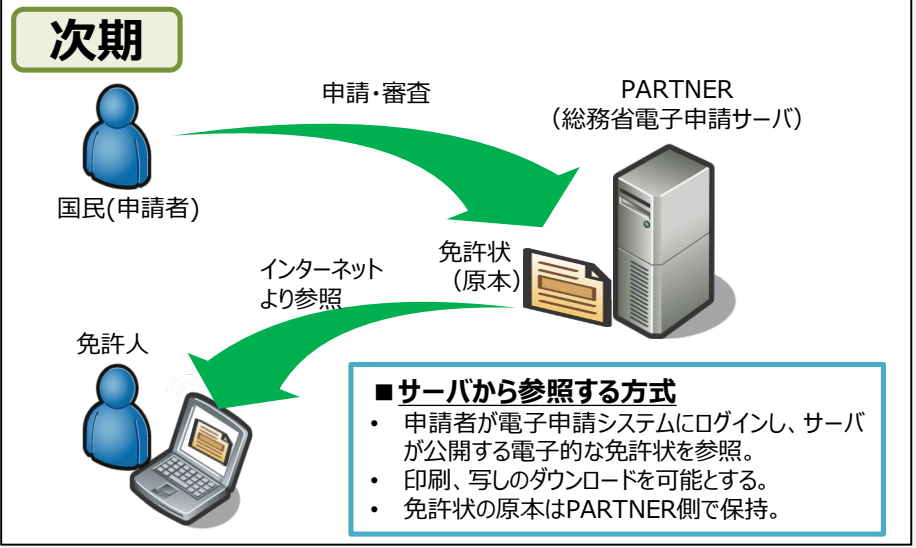 次期
申請・審査
PARTNER
（総務省電子申請サーバ）
国民(申請者)
免許状
（原本）
インターネット
より参照
免許人
■サーバから参照する方式
• 申請者が電子申請システムにログインし、サーバ
が公開する電子的な免許状を参照。
• 印刷、写しのダウンロードを可能とする。
• 免許状の原本はPARTNER側で保持。